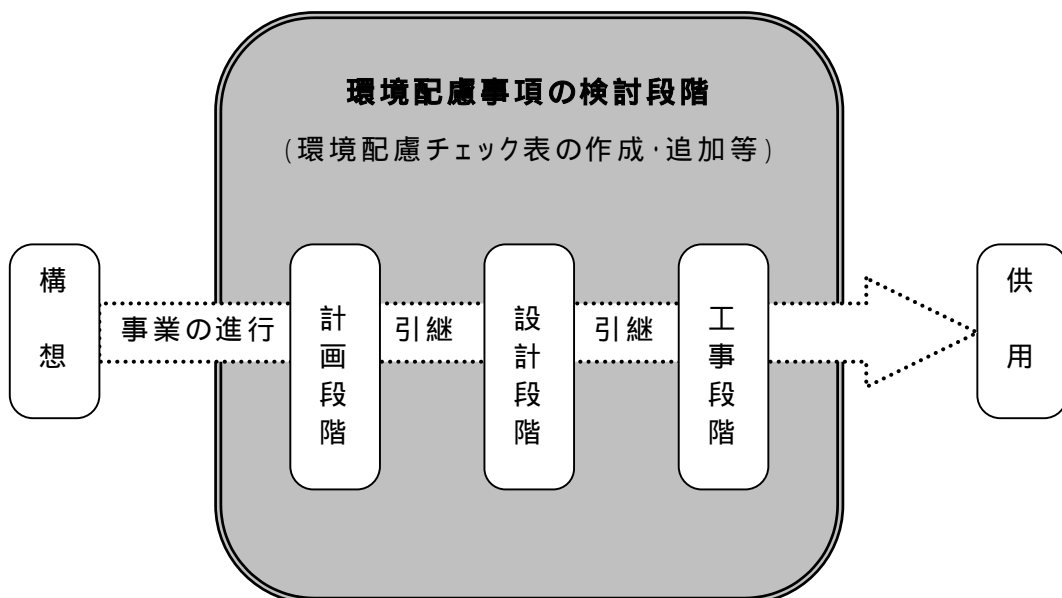 環境配慮事項の検討段階
(環境配慮チェック表の作成・追加等)
構想
事業の進行
計画段階
引継
設計段階
引継
工事段階
供用